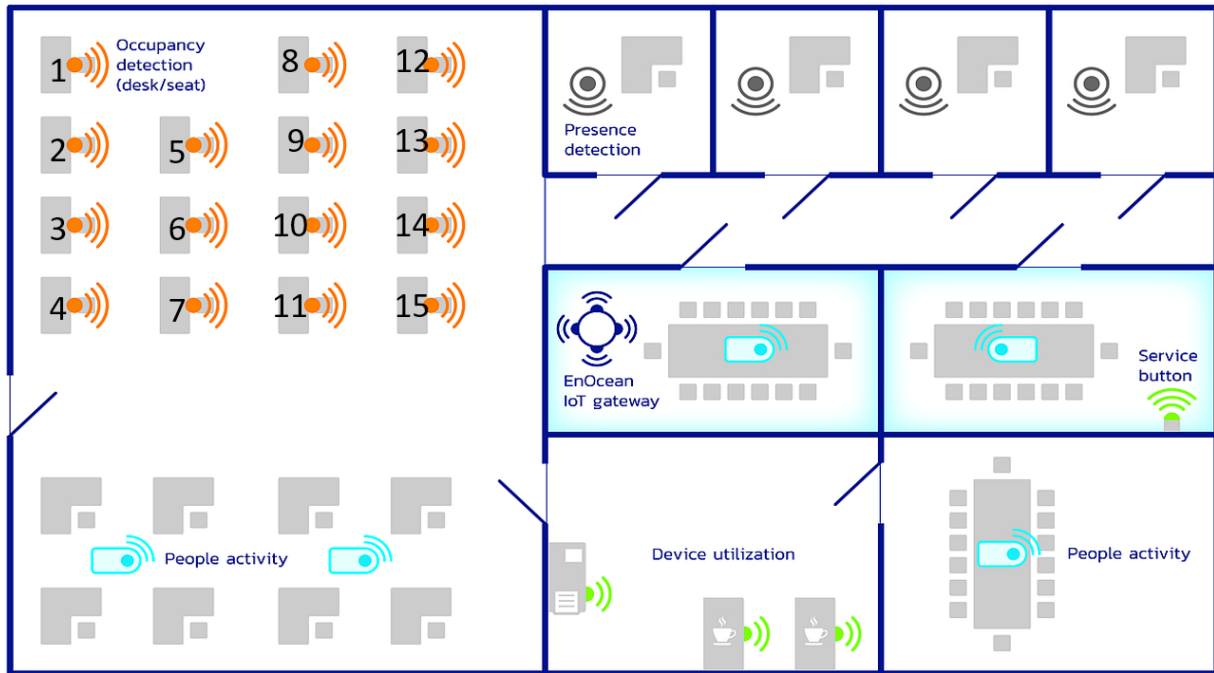 1
Occupancy
detection
(desk/seat)
8
12
2
5
9
13
3
6
10
14
4
7
11
15
Presence
detection
EnOcean
IoT gateway
Service
button
People activity
Device utilization
People activity